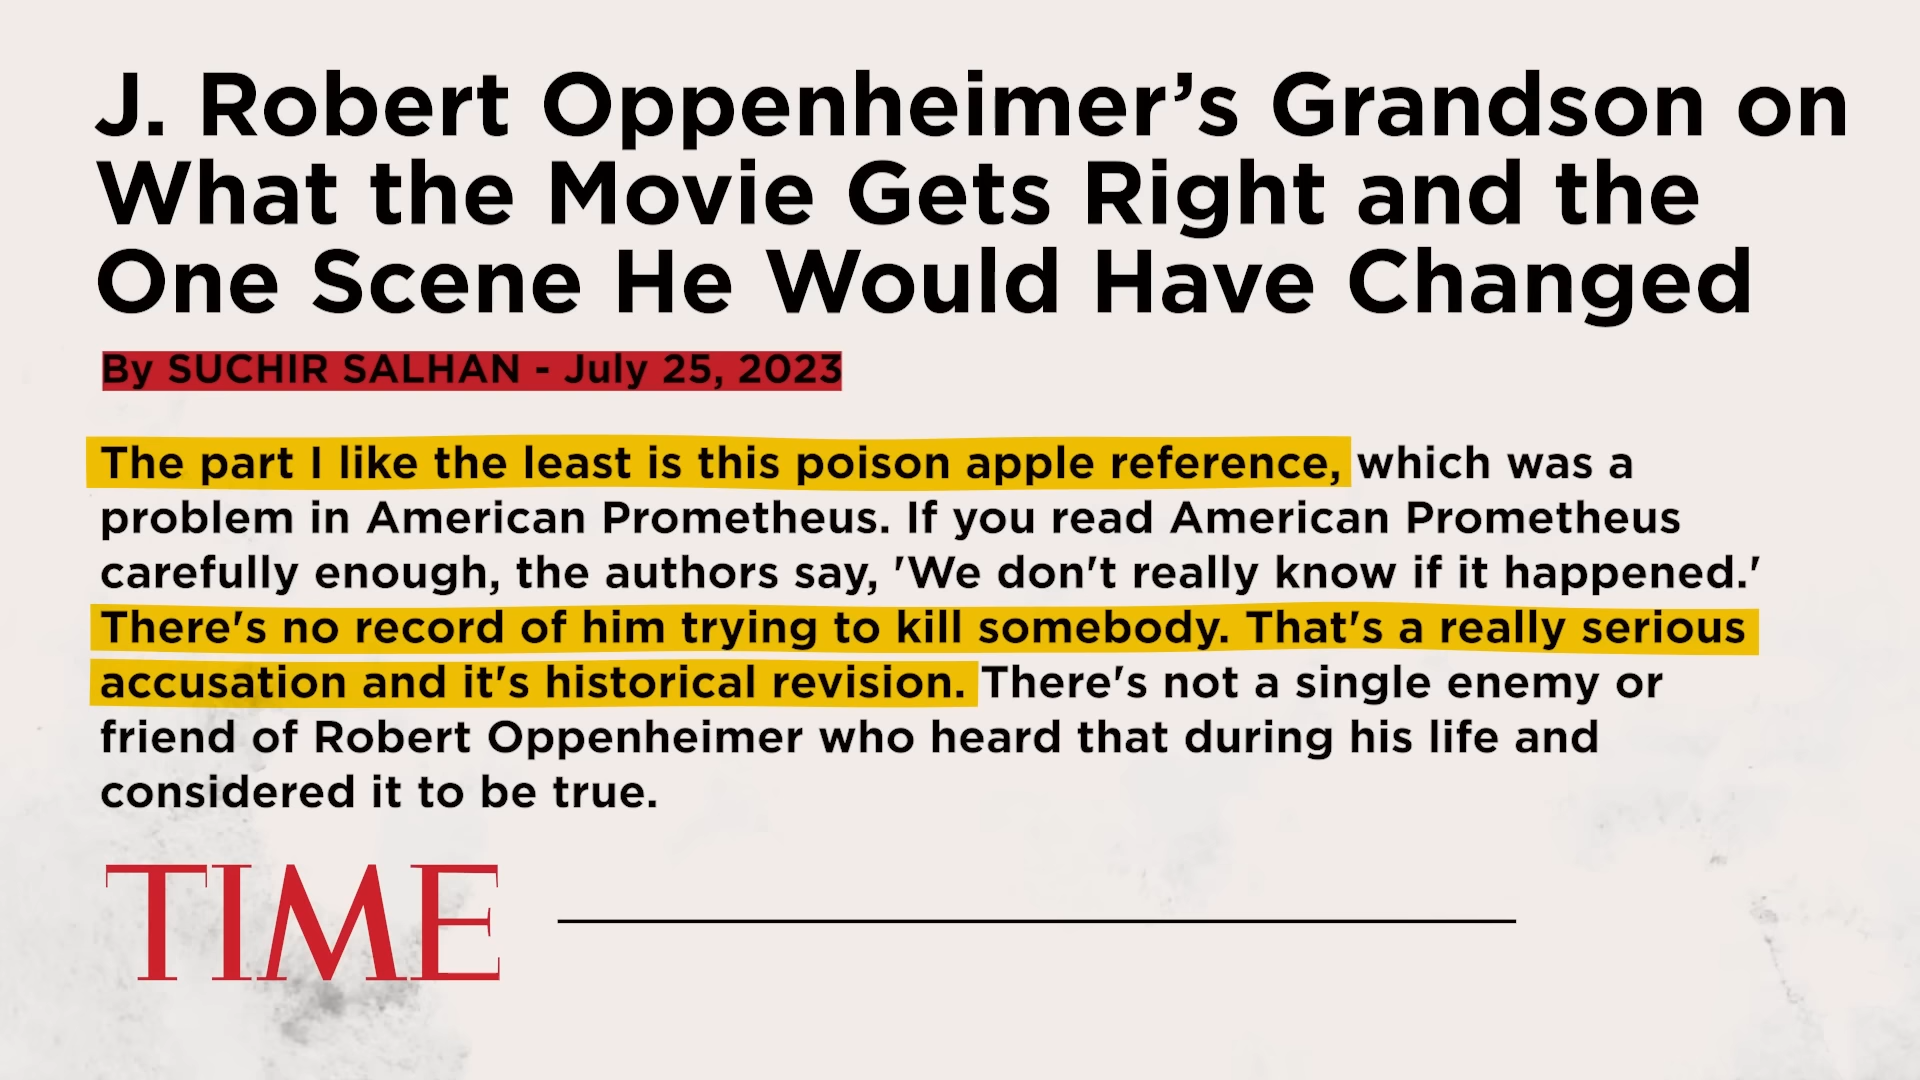 J. Robert Oppenheimer’s Grandson on
What the Movie Gets Right and the
One Scene He Would Have Changed
By SUCHIR SALHAN - July 25, 2023
The part I like the least is this poison apple reference, which was a
problem in American Prometheus. If you read American Prometheus
carefully enough, the authors say, 'We don't really know if it happened.'
There's no record of him trying to kill somebody. That's a really serious
accusation and it's historical revision. There's not a single enemy or
friend of Robert Oppenheimer who heard that during his life and
considered it to be true.
TIME